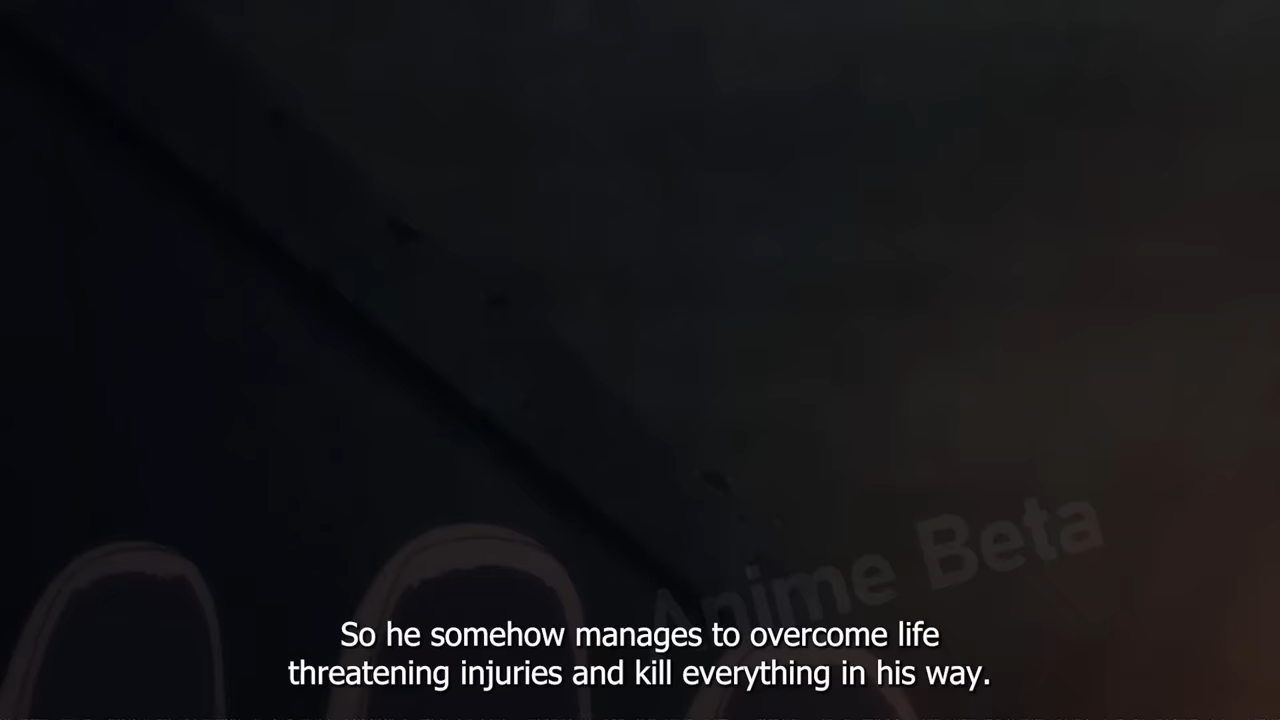 Anime Beta
So he somehow manages to overcome life
threatening injuries and kill everything in his way.